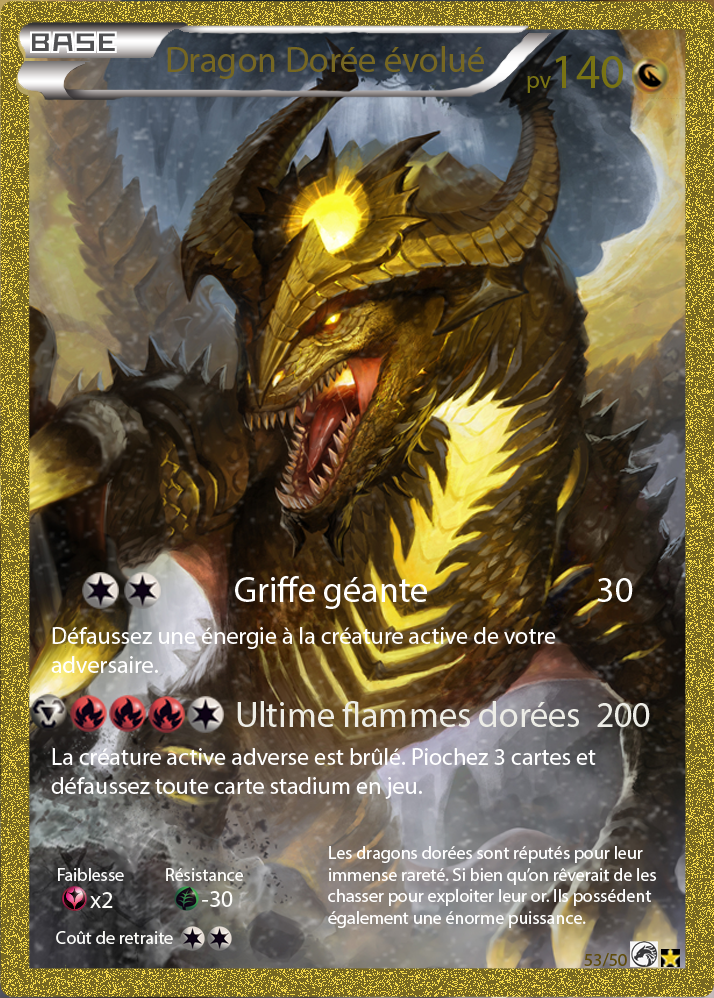 BASE
Dragon Dorée évolué
pv140
Griffe géante 30
Défaussez une énergie à la créature active de votre
adversaire.
Ultime flammes dorées 200
La créature active adverse est brûlé. Piochez 3 cartes et
défaussez toute carte stadium en jeu.
Les dragons dorées sont réputés pour leur
immense rareté. Si bien qu'on rêverait de les
chasser pour exploiter leur or. Ils possédent
également une énorme puissance.
Faiblesse Résistance
x2 -30
Coût de retraite
53/50